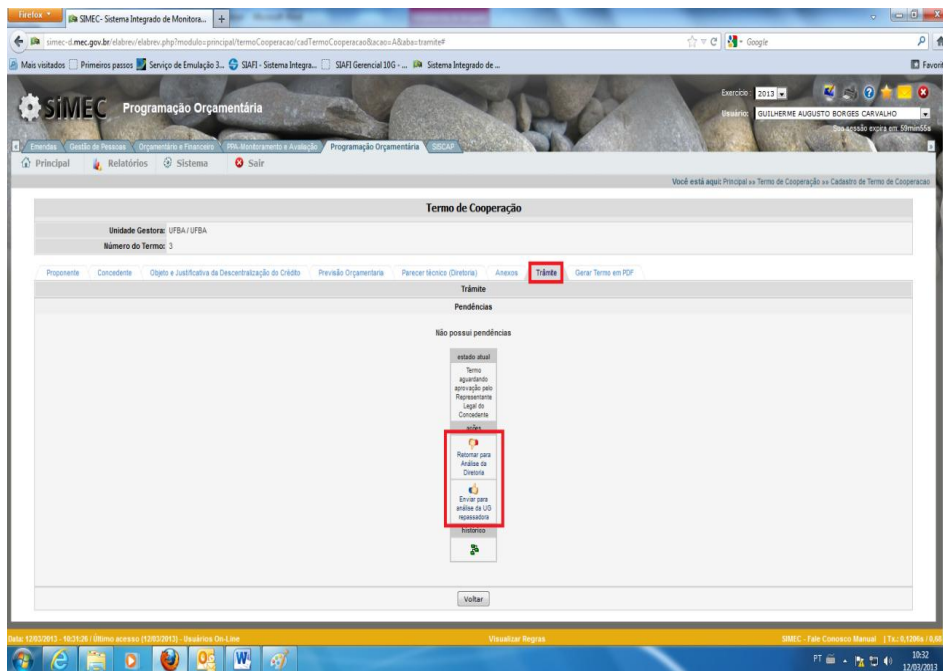 Firefox
SIMEC- Sistema Integrado de Monitora...
simec-d.mec.gov.br/elabrev/elabrev.php?modulo=principal/termoCooperacao/cadTermoCooperacao&acao=A&aba=tramite#
Google
Mais visitados Primeiros passos Serviço de Emulação 3... SIAFI - Sistema Integra... SIAFI Gerencial 10G - ... Sistema Integrado de ...
Favorit
SiMEC Programação Orçamentária
Exercício: 2013
Usuário: GUILHERME AUGUSTO BORGES CARVALHO
Sua sessão expira em: 59min55s
Emendas Gestão de Pessoas Orçamentário e Financeiro PPA-Monitoramento e Avaliação Programação Orçamentária SISCAP
Principal Relatórios Sistema Sair
Você está aqui: Principal »» Termo de Cooperação »» Cadastro de Termo de Cooperacao
Termo de Cooperação
Unidade Gestora: UFBA / UFBA
Número do Termo: 3
Proponente Concedente Objeto e Justificativa da Descentralização do Crédito Previsão Orçamentaria Parecer técnico (Diretoria) Anexos Trâmite Gerar Termo em PDF
Trâmite
Pendências
Não possui pendências
estado atual
Termo
aguardando
aprovação pelo
Representante
Legal do
Concedente
ações
Retornar para
Análise da
Diretoria
Enviar para
análise da UG
repassadora
histórico
Voltar
Data: 12/03/2013 - 10:31:26 / Último acesso (12/03/2013) - Usuários On-Line
Visualizar Regras
SIMEC - Fale Conosco Manual | Tx.: 0,1206s / 0,68
PT
10:32
12/03/2013